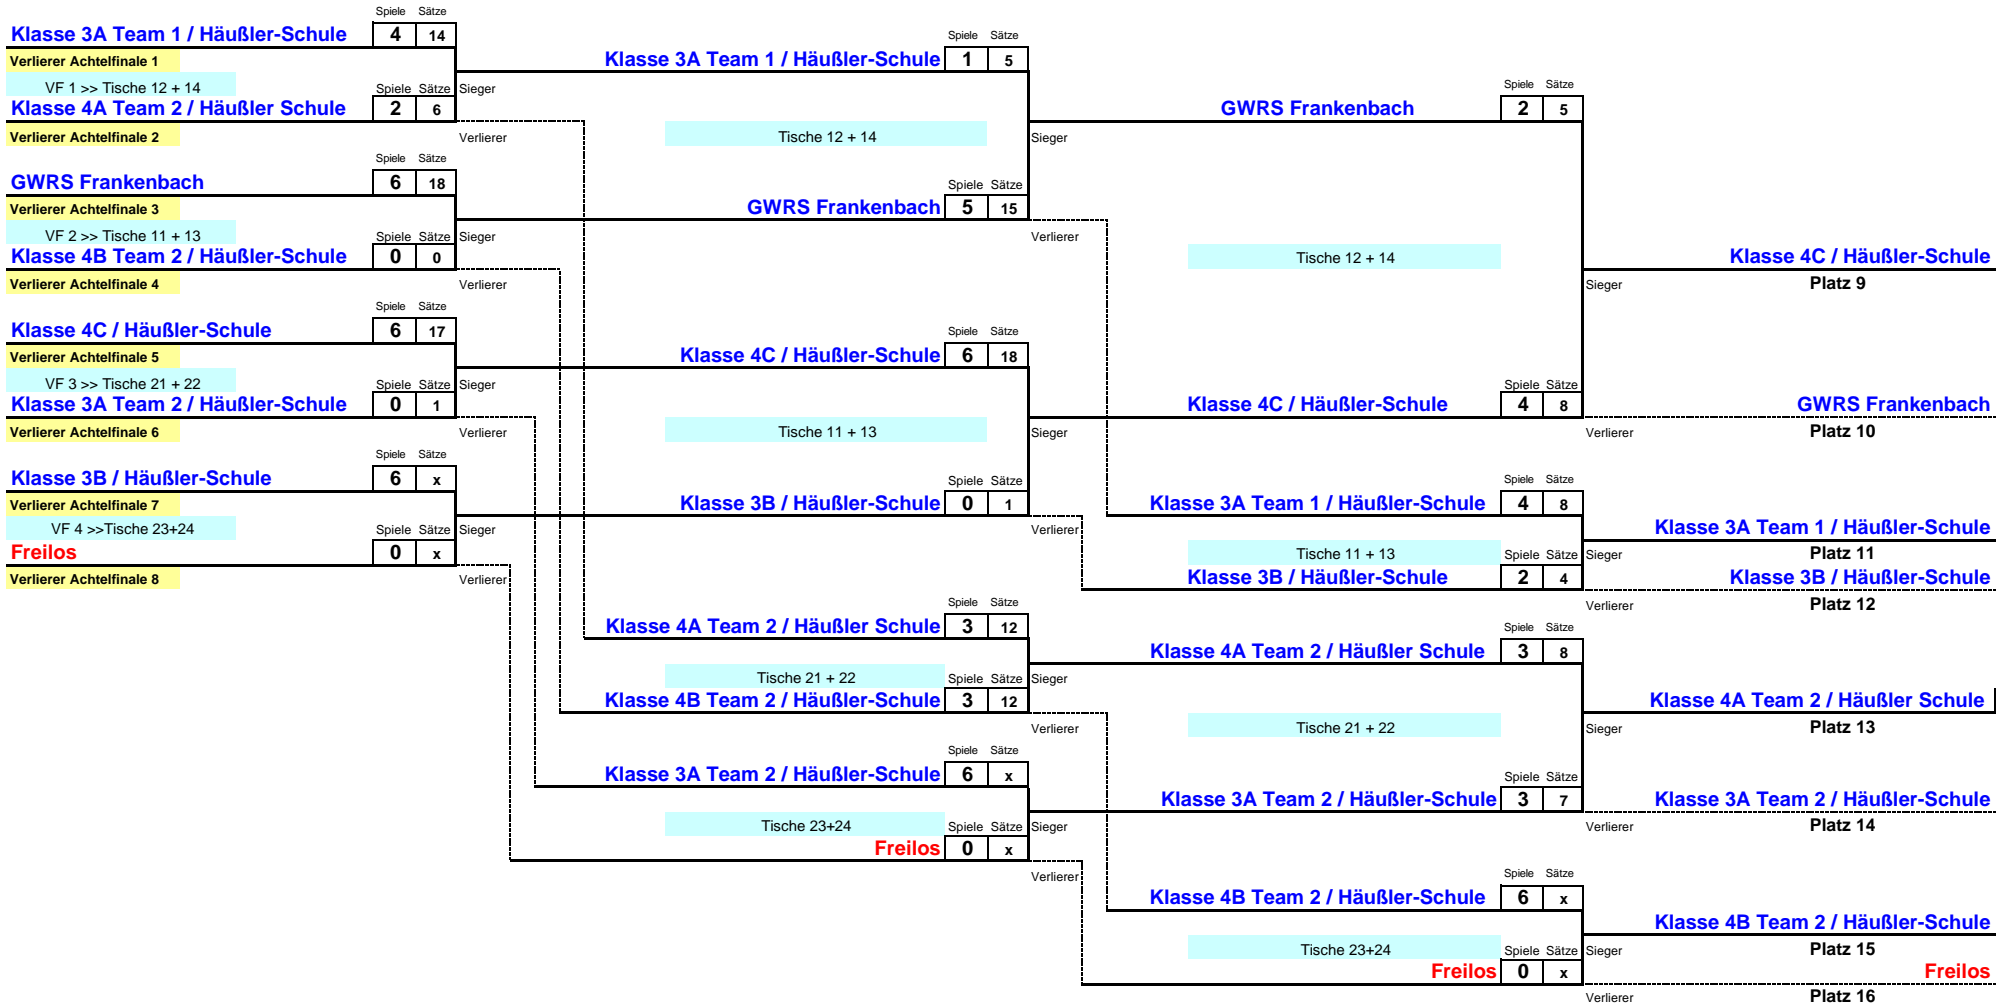 Spiele Sätze
Klasse 3A Team 1 / Häußler-Schule 4 14
Verlierer Achtelfinale 1
VF 1 >> Tische 12 + 14
Spiele Sätze Sieger
Klasse 4A Team 2 / Häußler Schule 2 6
Verlierer Achtelfinale 2
Verlierer
Spiele Sätze
GWRS Frankenbach 6 18
Verlierer Achtelfinale 3
VF 2 >> Tische 11 + 13
Spiele Sätze Sieger
Klasse 4B Team 2 / Häußler-Schule 0 0
Verlierer Achtelfinale 4
Verlierer
Spiele Sätze
Klasse 4C / Häußler-Schule 6 17
Verlierer Achtelfinale 5
VF 3 >> Tische 21 + 22
Spiele Sätze Sieger
Klasse 3A Team 2 / Häußler-Schule 0 1
Verlierer Achtelfinale 6
Verlierer
Spiele Sätze
Klasse 3B / Häußler-Schule 6 x
Verlierer Achtelfinale 7
VF 4 >>Tische 23+24
Spiele Sätze Sieger
Freilos 0 x
Verlierer Achtelfinale 8
Verlierer
Spiele Sätze
Klasse 3A Team 1 / Häußler-Schule 1 5
Tische 12 + 14
Sieger
Spiele Sätze
GWRS Frankenbach 5 15
Verlierer
Spiele Sätze
Klasse 4C / Häußler-Schule 6 18
Tische 11 + 13
Sieger
Spiele Sätze
Klasse 3B / Häußler-Schule 0 1
Verlierer
Spiele Sätze
Klasse 4A Team 2 / Häußler Schule 3 12
Tische 21 + 22
Spiele Sätze Sieger
Klasse 4B Team 2 / Häußler-Schule 3 12
Verlierer
Spiele Sätze
Klasse 3A Team 2 / Häußler-Schule 6 x
Tische 23+24
Spiele Sätze Sieger
Freilos 0 x
Verlierer
Spiele Sätze
GWRS Frankenbach 2 5
Tische 12 + 14
Sieger
Spiele Sätze
Klasse 4C / Häußler-Schule 4 8
Verlierer
Spiele Sätze
Klasse 3A Team 1 / Häußler-Schule 4 8
Tische 11 + 13
Spiele Sätze Sieger
Klasse 3B / Häußler-Schule 2 4
Verlierer
Spiele Sätze
Klasse 4A Team 2 / Häußler Schule 3 8
Tische 21 + 22
Sieger
Spiele Sätze
Klasse 3A Team 2 / Häußler-Schule 3 7
Verlierer
Spiele Sätze
Klasse 4B Team 2 / Häußler-Schule 6 x
Tische 23+24
Spiele Sätze Sieger
Freilos 0 x
Verlierer
Klasse 4C / Häußler-Schule
Platz 9
GWRS Frankenbach
Platz 10
Klasse 3A Team 1 / Häußler-Schule
Platz 11
Klasse 3B / Häußler-Schule
Platz 12
Klasse 4A Team 2 / Häußler Schule
Platz 13
Klasse 3A Team 2 / Häußler-Schule
Platz 14
Klasse 4B Team 2 / Häußler-Schule
Platz 15
Freilos
Platz 16